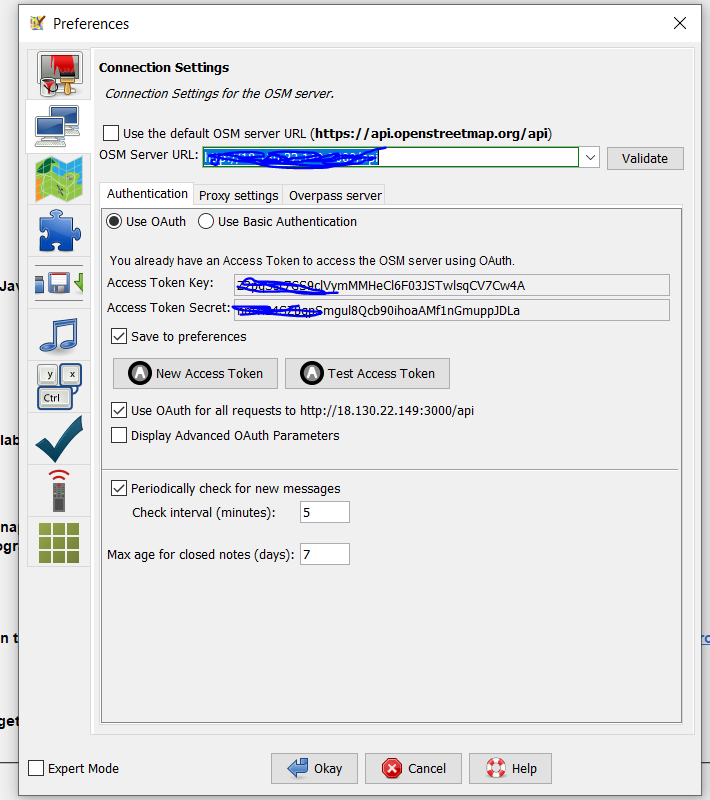 Preferences
Connection Settings
Connection Settings for the OSM server.
Use the default OSM server URL (https://api.openstreetmap.org/api)
OSM Server URL:
Validate
Authentication Proxy settings Overpass server
Use OAuth Use Basic Authentication
You already have an Access Token to access the OSM server using OAuth.
Access Token Key:
Access Token Secret:
Save to preferences
New Access Token Test Access Token
Use OAuth for all requests to http://18.130.22.149:3000/api
Display Advanced OAuth Parameters
y x
Ctrl
Periodically check for new messages
Check interval (minutes): 5
Max age for closed notes (days): 7
Expert Mode
Okay Cancel Help